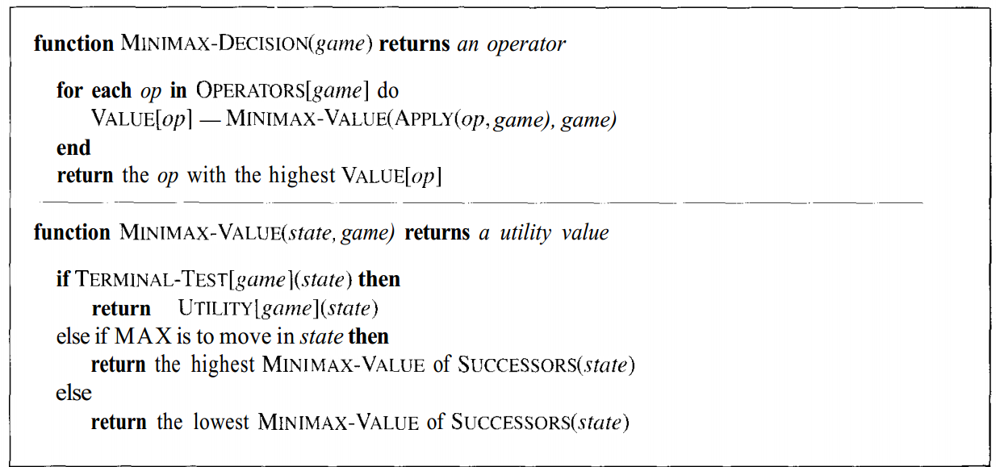 function MINIMAX-DECISION(game) returns an operator
for each op in OPERATORS[game] do
VALUE[op] — MINIMAX-VALUE(APPLY(op, game), game)
end
return the op with the highest VALUE[op]
function MINIMAX-VALUE(state, game) returns a utility value
if TERMINAL-TEST[game](state) then
return UTILITY[game](state)
else if MAX is to move in state then
return the highest MINIMAX-VALUE of SUCCESSORS(state)
else
return the lowest MINIMAX-VALUE of SUCCESSORS(state)